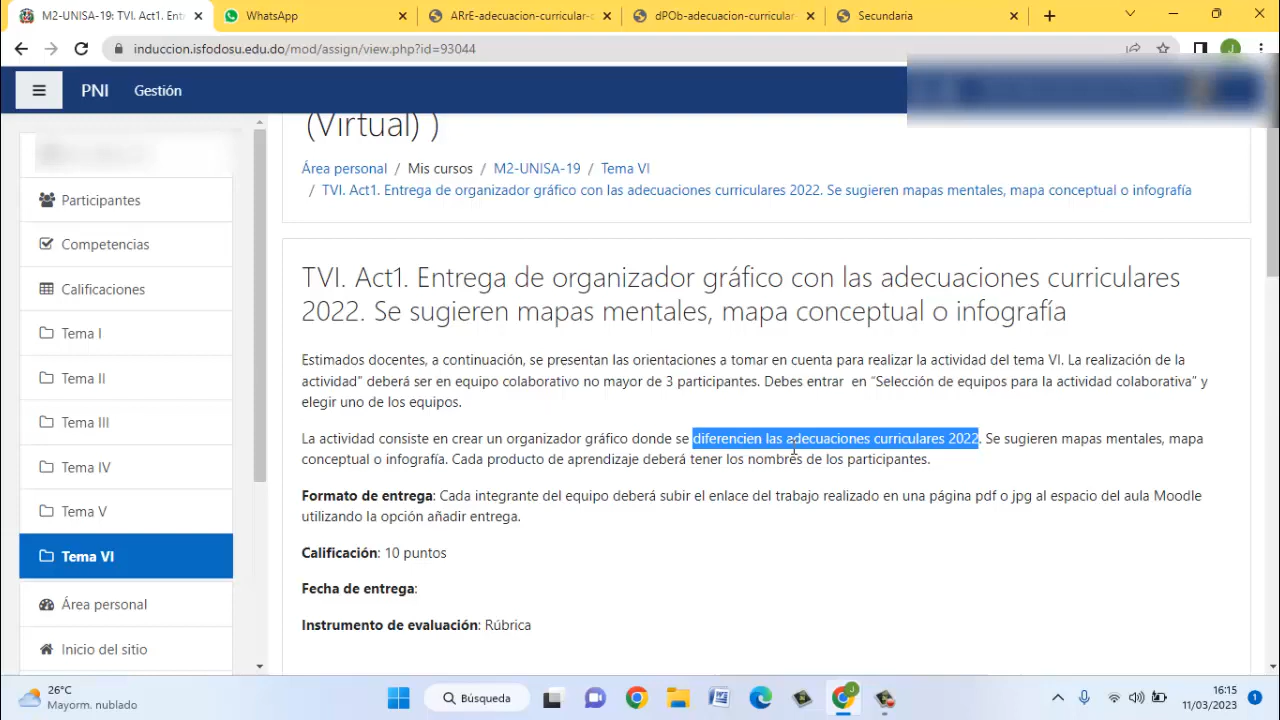 M2-UNISA-19: TVI. Act1. Ent
WhatsApp
ARrE-adecuacion-curricular-
dPOb-adecuacion-curricular-
Secundaria
induccion.isfodosu.edu.do/mod/assign/view.php?id=93044
PNI
Gestión
(Virtual) )
Área personal / Mis cursos / M2-UNISA-19 / Tema VI
/ TVI. Act1. Entrega de organizador gráfico con las adecuaciones curriculares 2022. Se sugieren mapas mentales, mapa conceptual o infografía
Participantes
Competencias
Calificaciones
Tema I
Tema II
Tema III
Tema IV
Tema V
Tema VI
Área personal
Inicio del sitio
TVI. Act1. Entrega de organizador gráfico con las adecuaciones curriculares
2022. Se sugieren mapas mentales, mapa conceptual o infografía
Estimados docentes, a continuación, se presentan las orientaciones a tomar en cuenta para realizar la actividad del tema VI. La realización de la
actividad” deberá ser en equipo colaborativo no mayor de 3 participantes. Debes entrar en “Selección de equipos para la actividad colaborativa” y
elegir uno de los equipos.
La actividad consiste en crear un organizador gráfico donde se diferencien las adecuaciones curriculares 2022. Se sugieren mapas mentales, mapa
conceptual o infografía. Cada producto de aprendizaje deberá tener los nombres de los participantes.
Formato de entrega: Cada integrante del equipo deberá subir el enlace del trabajo realizado en una página pdf o jpg al espacio del aula Moodle
utilizando la opción añadir entrega.
Calificación: 10 puntos
Fecha de entrega:
Instrumento de evaluación: Rúbrica
26°C
Mayorm. nublado
Búsqueda
16:15
11/03/2023
1